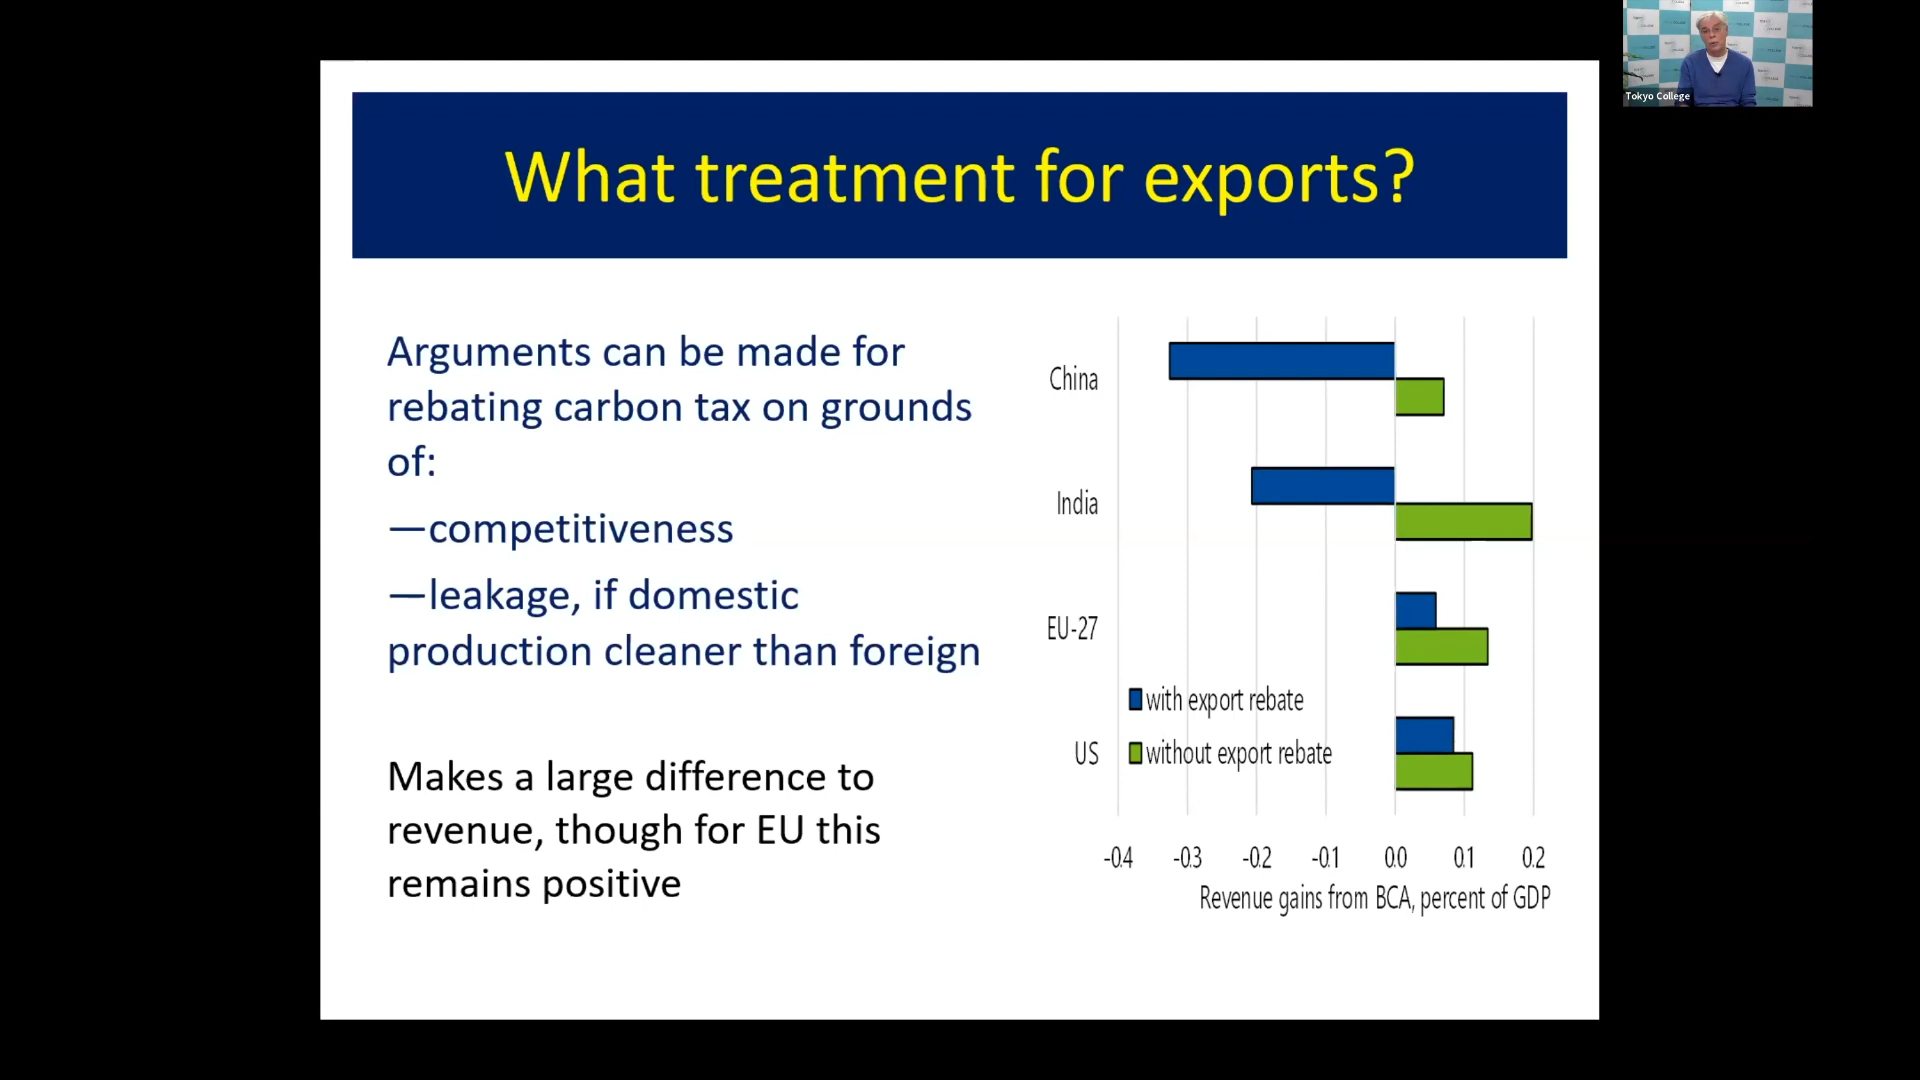 Tokyo College
What treatment for exports?
Arguments can be made for
rebating carbon tax on grounds
of:
—competitiveness
—leakage, if domestic
production cleaner than foreign
Makes a large difference to
revenue, though for EU this
remains positive
China
India
EU-27
US
with export rebate
without export rebate
-0.4 -0.3 -0.2 -0.1 0.0 0.1 0.2
Revenue gains from BCA, percent of GDP